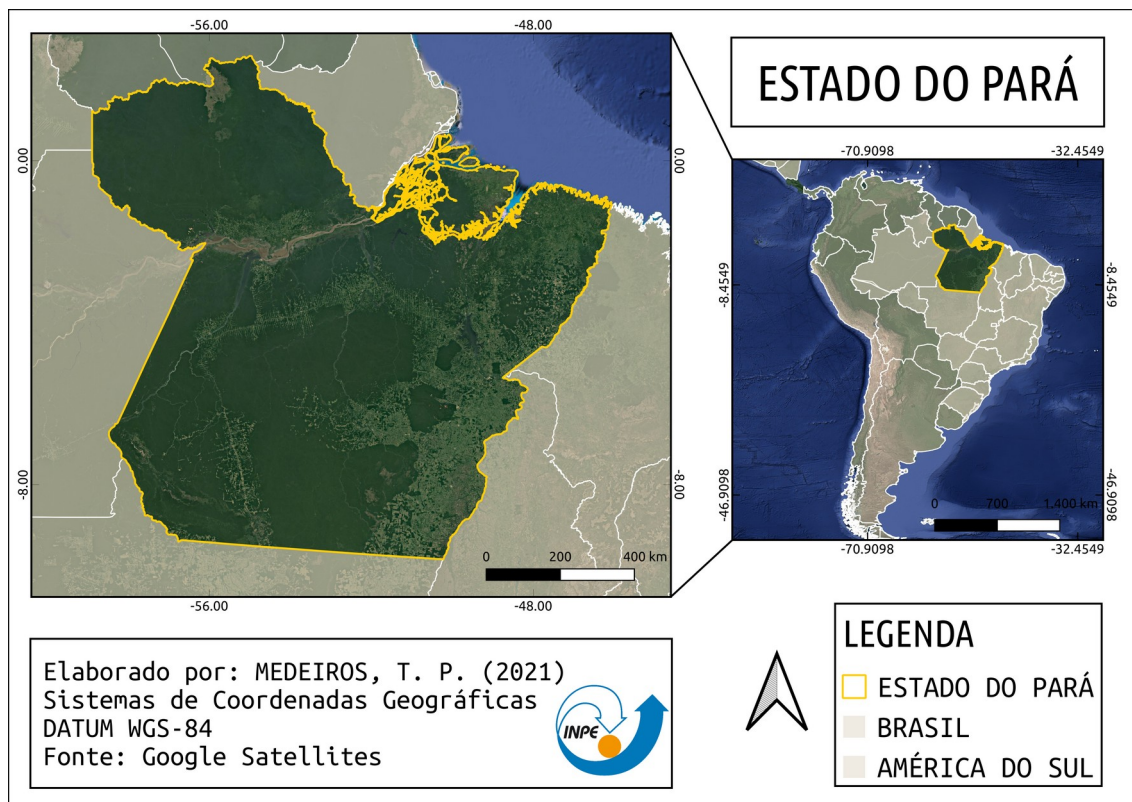 -56.00
-48.00
0.00
0.00
-8.00
-8.00
0
200
400 km
-56.00
-48.00
ESTADO DO PARÁ
-70.9098
-32.4549
-8.4549
-8.4549
-46.9098
-46.9098
0
700
1.400 km
-70.9098
-32.4549
Elaborado por: MEDEIROS, T. P. (2021)
Sistemas de Coordenadas Geográficas
DATUM WGS-84
Fonte: Google Satellites
INPE
LEGENDA
ESTADO DO PARÁ
BRASIL
AMÉRICA DO SUL